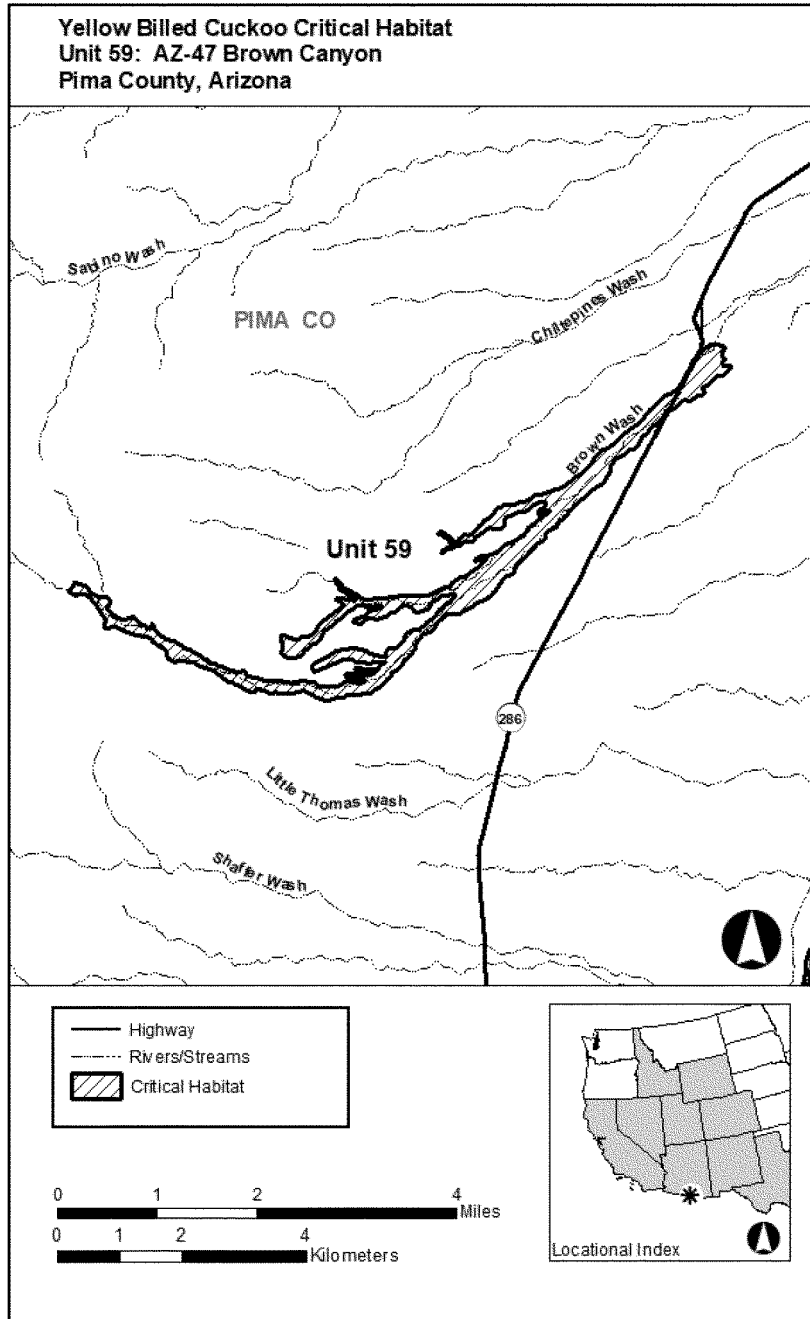 Yellow Billed Cuckoo Critical Habitat
Unit 59: AZ-47 Brown Canyon
Pima County, Arizona
Sabino Wash
PIMA CO
Chiltepines Wash
Brown Wash
Unit 59
286
Little Thomas Wash
Shaffer Wash
Highway
Rivers/Streams
Critical Habitat
0 1 2 4
Miles
0 1 2 4
Kilometers
Locational Index